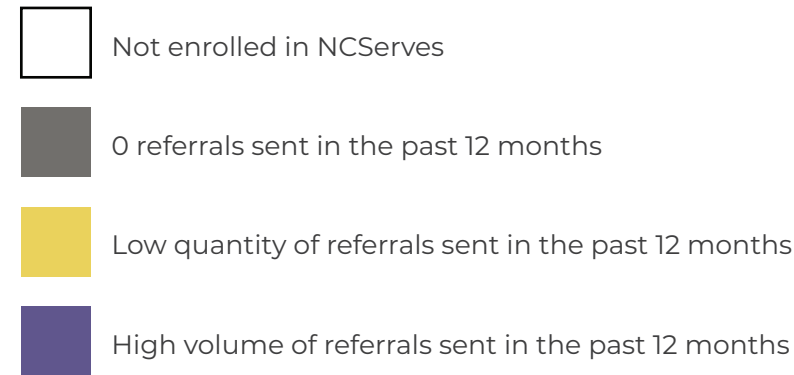 Not enrolled in NCServes
0 referrals sent in the past 12 months
Low quantity of referrals sent in the past 12 months
High volume of referrals sent in the past 12 months